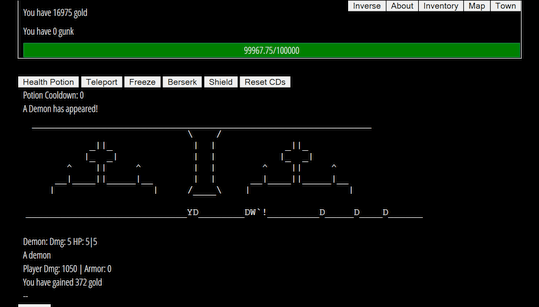 You have 16975 gold
Inverse About Inventory Map Town
You have 0 gunk
99967.75/100000
Health Potion Teleport Freeze Berserk Shield Reset CDs
Potion Cooldown: 0
A Demon has appeared!
YD DW`! D D D
Demon: Dmg: 5 HP: 5|5
A demon
Player Dmg: 1050 | Armor: 0
You have gained 372 gold